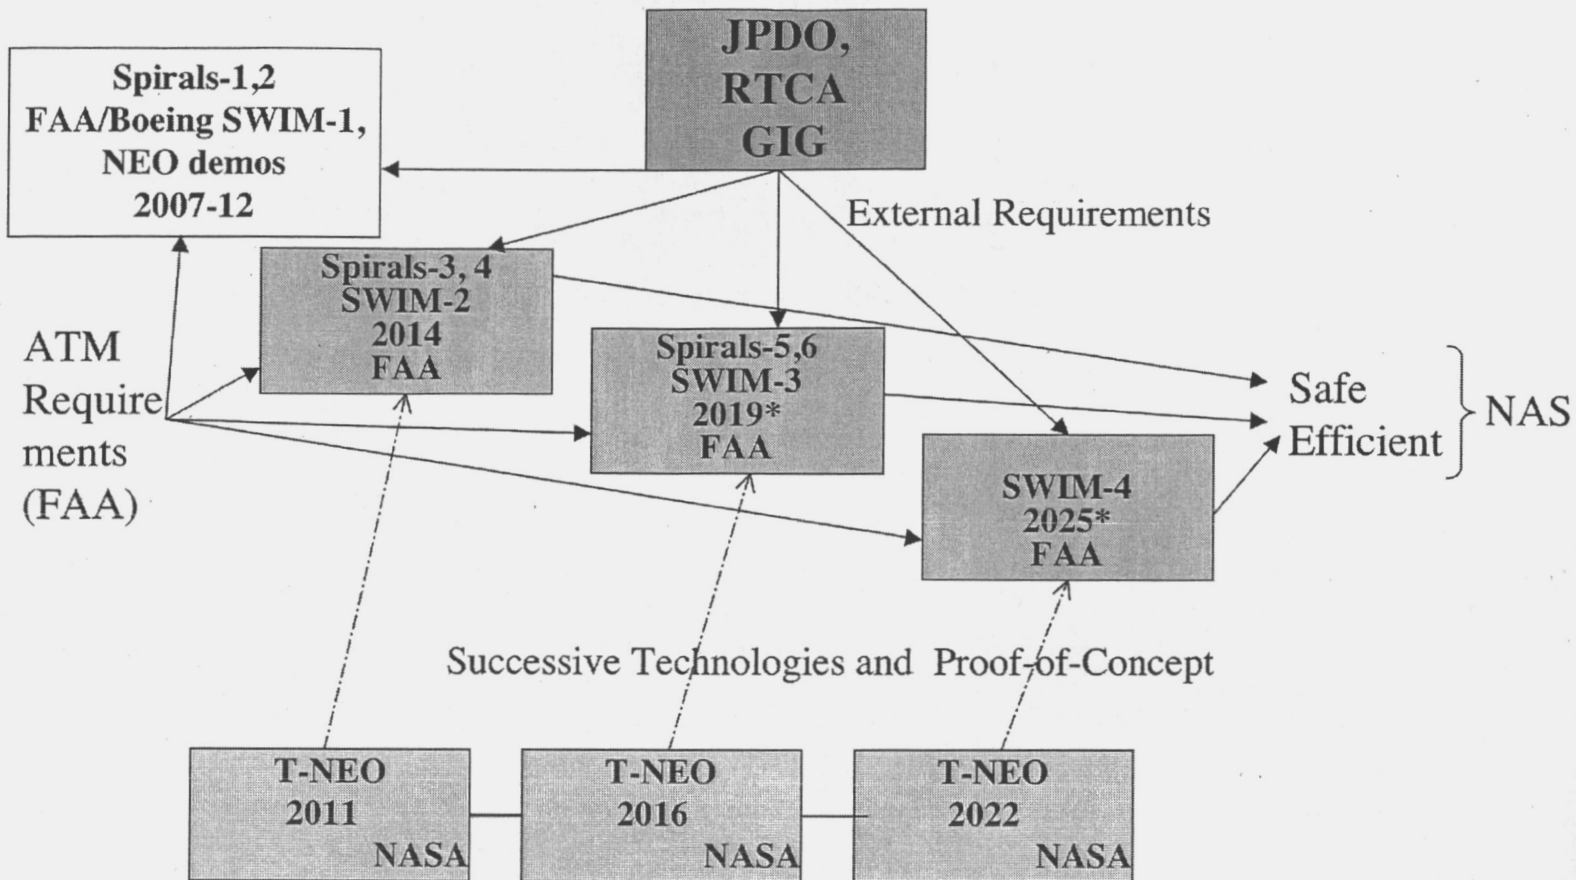 JPDO,
RTCA
GIG
Spirals-1,2
FAA/Boeing SWIM-1,
NEO demos
2007-12
External Requirements
Spirals-3, 4
SWIM-2
2014
FAA
ATM
Require
ments
(FAA)
Spirals-5,6
SWIM-3
2019*
FAA
Safe
Efficient
NAS
SWIM-4
2025*
FAA
Successive Technologies and Proof-of-Concept
T-NEO
2011
NASA
T-NEO
2016
NASA
T-NEO
2022
NASA